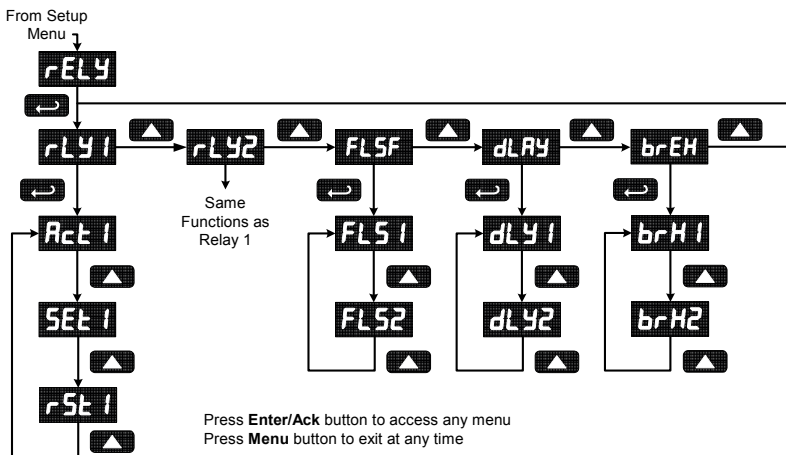 From Setup
Menu
rELY
rLY1
rLY2
FLSF
dLAY
brEH
Same
Functions as
Relay 1
Act1
FLS1
dLY1
brH1
SEt1
FLS2
dLY2
brH2
rSt1
Press Enter/Ack button to access any menu
Press Menu button to exit at any time